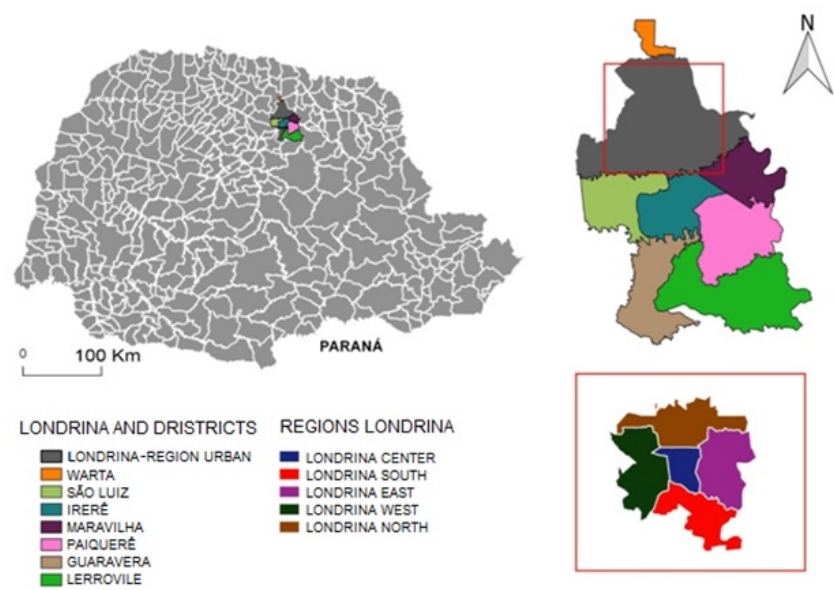 N
PARANÁ
0 100 Km
LONDRINA AND DRISTRICTS
LONDRINA-REGION URBAN
WARTA
SÃO LUIZ
IRERÊ
MARAVILHA
PAIQUERÊ
GUARAVERA
LERROVILE
REGIONS LONDRINA
LONDRINA CENTER
LONDRINA SOUTH
LONDRINA EAST
LONDRINA WEST
LONDRINA NORTH